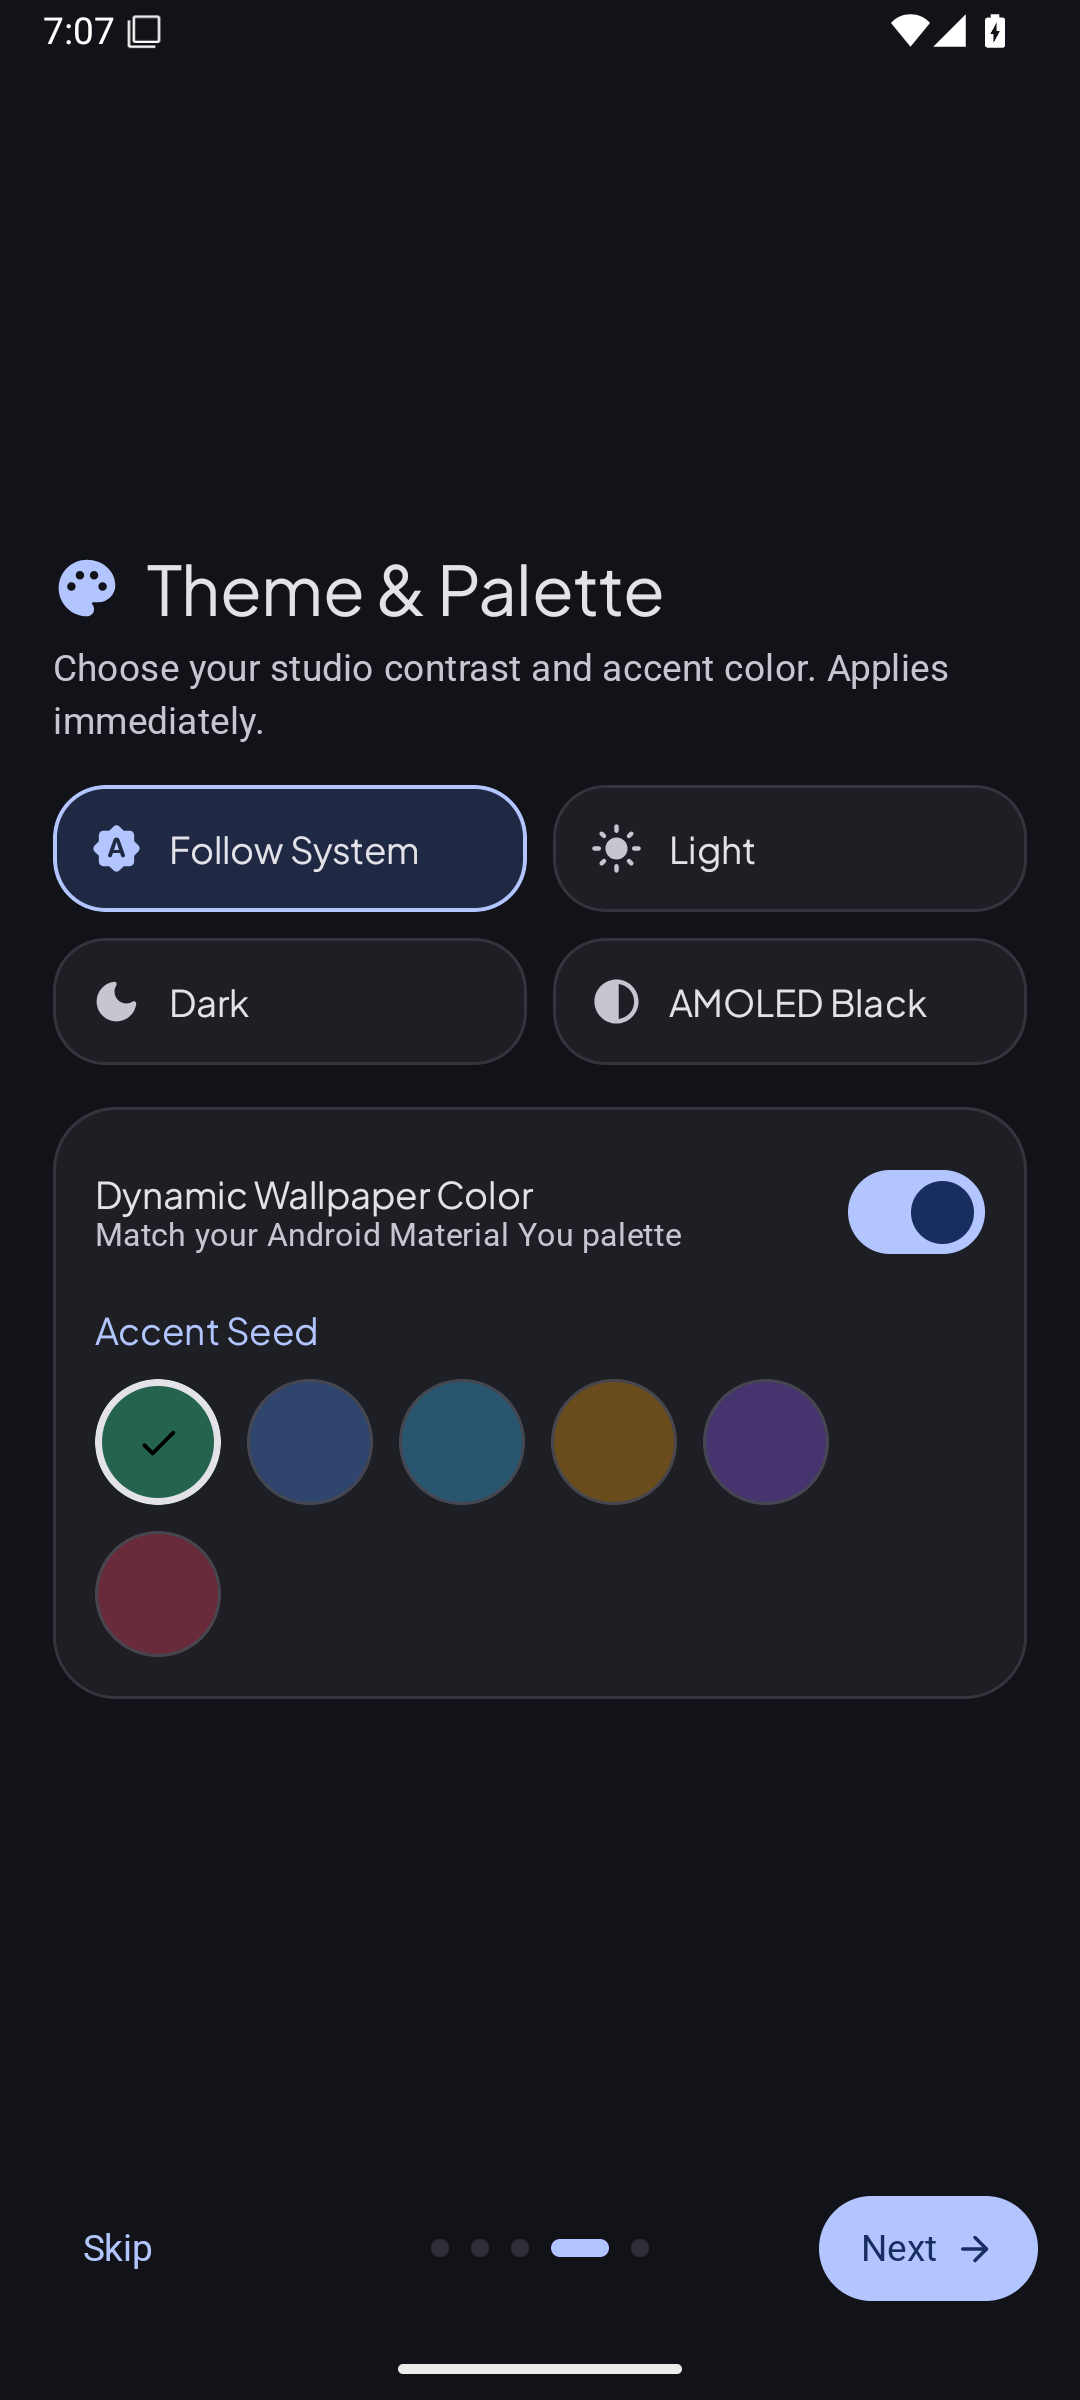 7:07
Theme & Palette
Choose your studio contrast and accent color. Applies
immediately.
Follow System
Light
Dark
AMOLED Black
Dynamic Wallpaper Color
Match your Android Material You palette
Accent Seed
Skip
Next